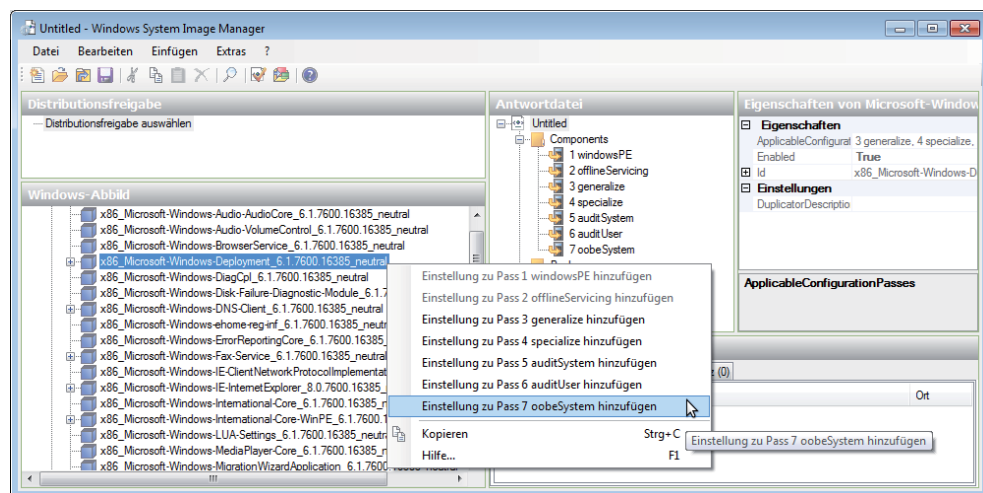 Untitled - Windows System Image Manager
Datei Bearbeiten Einfügen Extras ?
Distributionsfreigabe
Distributionsfreigabe auswählen
Windows-Abbild
x86_Microsoft-Windows-Audio-AudioCore_6.1.7600.16385_neutral
x86_Microsoft-Windows-Audio-VolumeControl_6.1.7600.16385_neutral
x86_Microsoft-Windows-BrowserService_6.1.7600.16385_neutral
x86_Microsoft-Windows-Deployment_6.1.7600.16385_neutral
x86_Microsoft-Windows-DiagCpl_6.1.7600.16385_neutral
x86_Microsoft-Windows-Disk-Failure-Diagnostic-Module_6.1.7
x86_Microsoft-Windows-DNS-Client_6.1.7600.16385_neutral
x86_Microsoft-Windows-ehome-reg-inf_6.1.7600.16385_neutr
x86_Microsoft-Windows-ErrorReportingCore_6.1.7600.16385_
x86_Microsoft-Windows-Fax-Service_6.1.7600.16385_neutral
x86_Microsoft-Windows-IE-ClientNetworkProtocolImplementat
x86_Microsoft-Windows-IE-InternetExplorer_8.0.7600.16385_
x86_Microsoft-Windows-International-Core_6.1.7600.16385_n
x86_Microsoft-Windows-International-Core-WinPE_6.1.7600.1
x86_Microsoft-Windows-LUA-Settings_6.1.7600.16385_neutra
x86_Microsoft-Windows-MediaPlayer-Core_6.1.7600.16385_n
x86_Microsoft-Windows-MigrationWizardApplication_6.1.7600.16385_neutral
Antwortdatei
Untitled
Components
1 windowsPE
2 offlineServicing
3 generalize
4 specialize
5 auditSystem
6 auditUser
7 oobeSystem
Eigenschaften von Microsoft-Window
Eigenschaften
ApplicableConfigurat 3 generalize, 4 specialize,
Enabled True
Id x86_Microsoft-Windows-D
Einstellungen
DuplicatorDescriptio
ApplicableConfigurationPasses
(0)
Ort
Einstellung zu Pass 1 windowsPE hinzufügen
Einstellung zu Pass 2 offlineServicing hinzufügen
Einstellung zu Pass 3 generalize hinzufügen
Einstellung zu Pass 4 specialize hinzufügen
Einstellung zu Pass 5 auditSystem hinzufügen
Einstellung zu Pass 6 auditUser hinzufügen
Einstellung zu Pass 7 oobeSystem hinzufügen
Kopieren Strg+C
Hilfe... F1
Einstellung zu Pass 7 oobeSystem hinzufügen